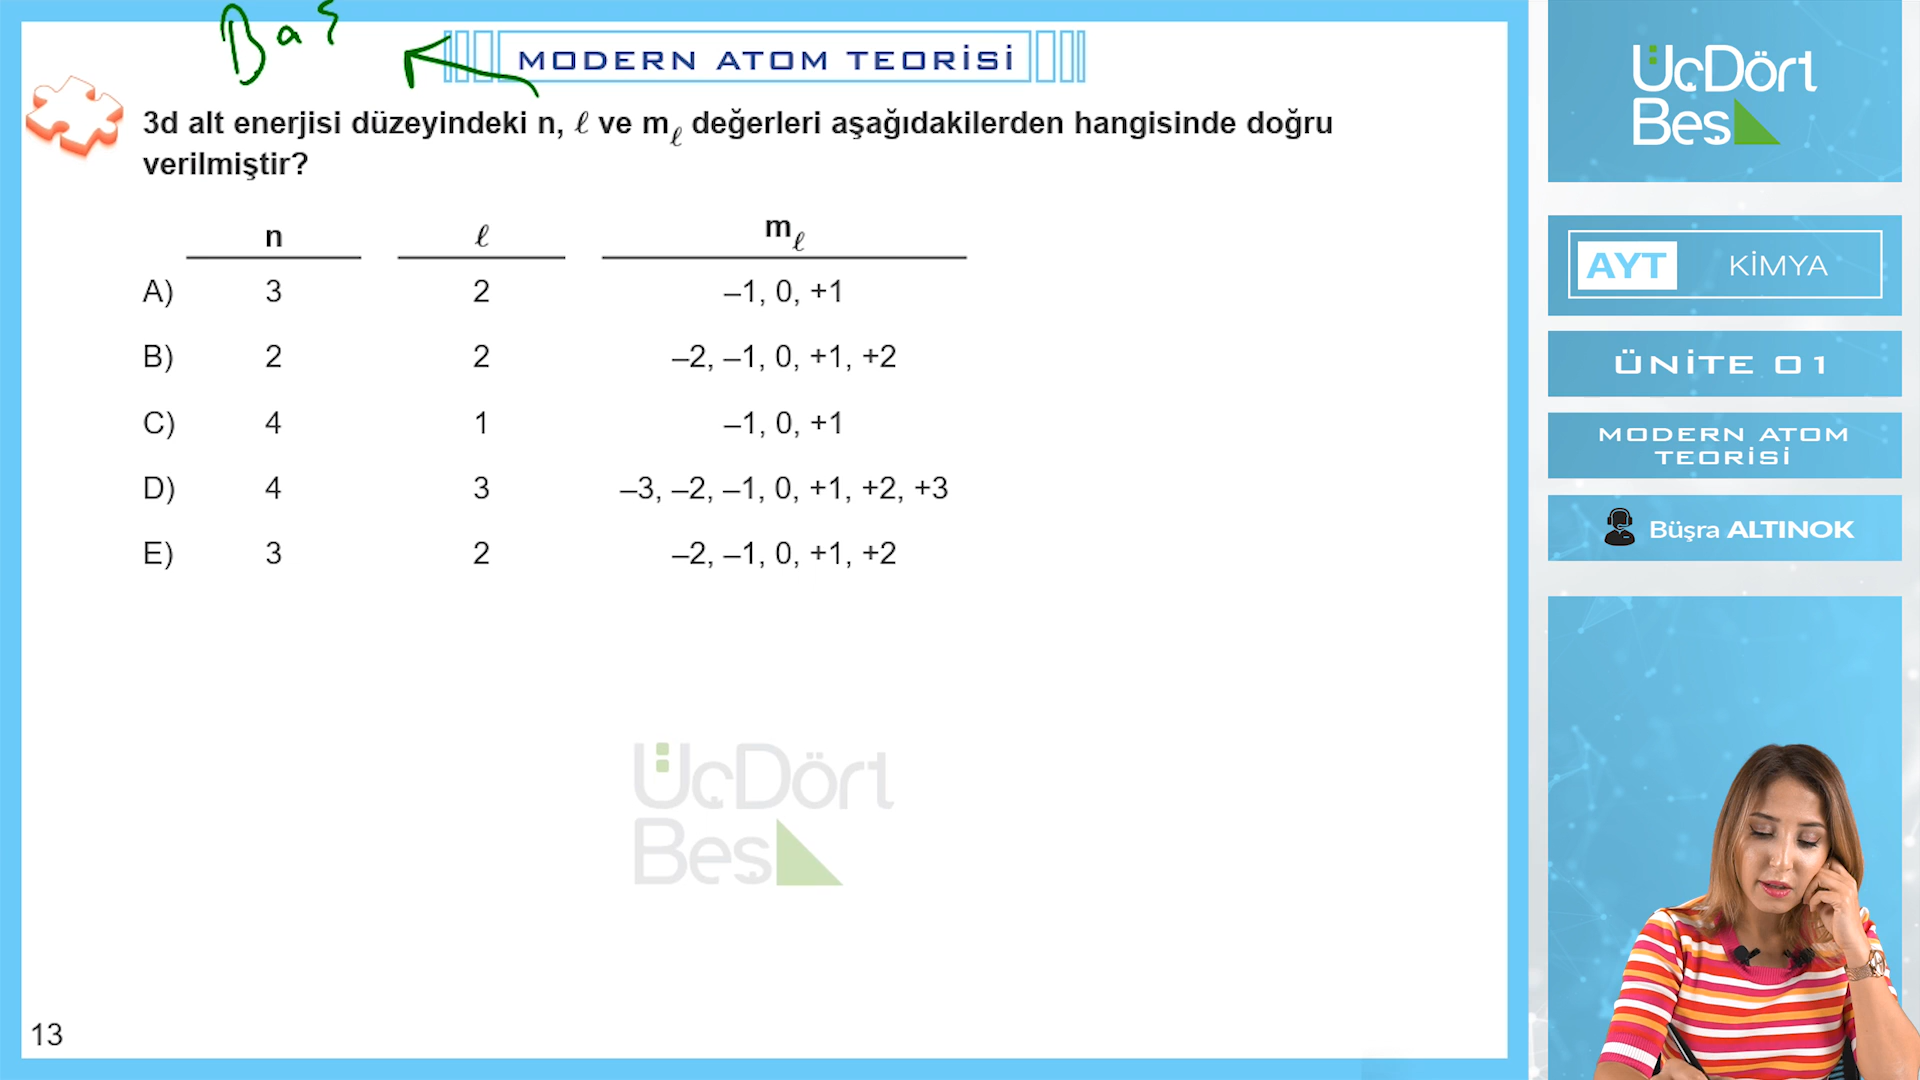 Baş
MODERN ATOM TEORİSİ
3d alt enerjisi düzeyindeki n, ℓ ve mℓ değerleri aşağıdakilerden hangisinde doğru
verilmiştir?
n ℓ mℓ
A) 3 2 –1, 0, +1
B) 2 2 –2, –1, 0, +1, +2
C) 4 1 –1, 0, +1
D) 4 3 –3, –2, –1, 0, +1, +2, +3
E) 3 2 –2, –1, 0, +1, +2
ÜçDört
Beş
13
ÜçDört
Beş
AYT KİMYA
ÜNİTE 01
MODERN ATOM
TEORİSİ
Büşra ALTINOK